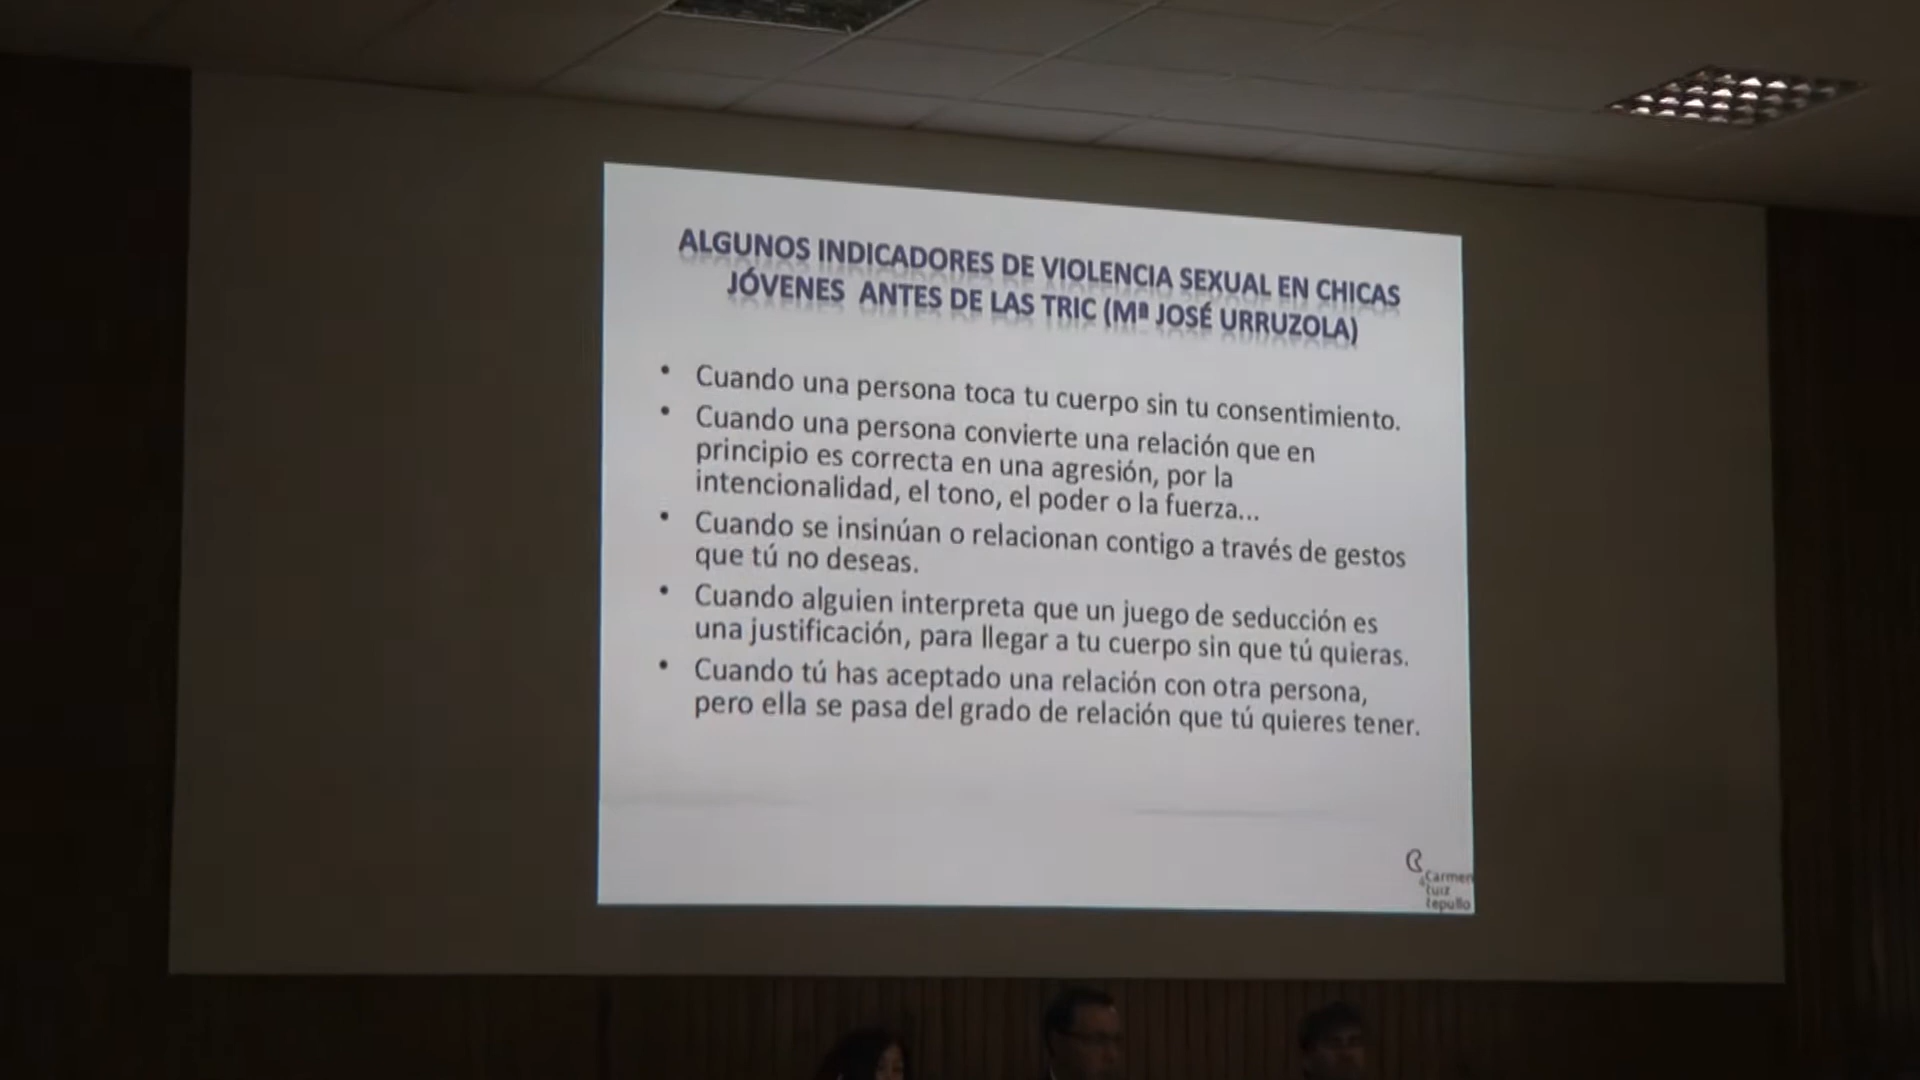 ALGUNOS INDICADORES DE VIOLENCIA SEXUAL EN CHICAS
JÓVENES ANTES DE LAS TRIC (Mª JOSÉ URRUZOLA)
• Cuando una persona toca tu cuerpo sin tu consentimiento.
• Cuando una persona convierte una relación que en
principio es correcta en una agresión, por la
intencionalidad, el tono, el poder o la fuerza...
• Cuando se insinúan o relacionan contigo a través de gestos
que tú no deseas.
• Cuando alguien interpreta que un juego de seducción es
una justificación, para llegar a tu cuerpo sin que tú quieras.
• Cuando tú has aceptado una relación con otra persona,
pero ella se pasa del grado de relación que tú quieres tener.
Carmen